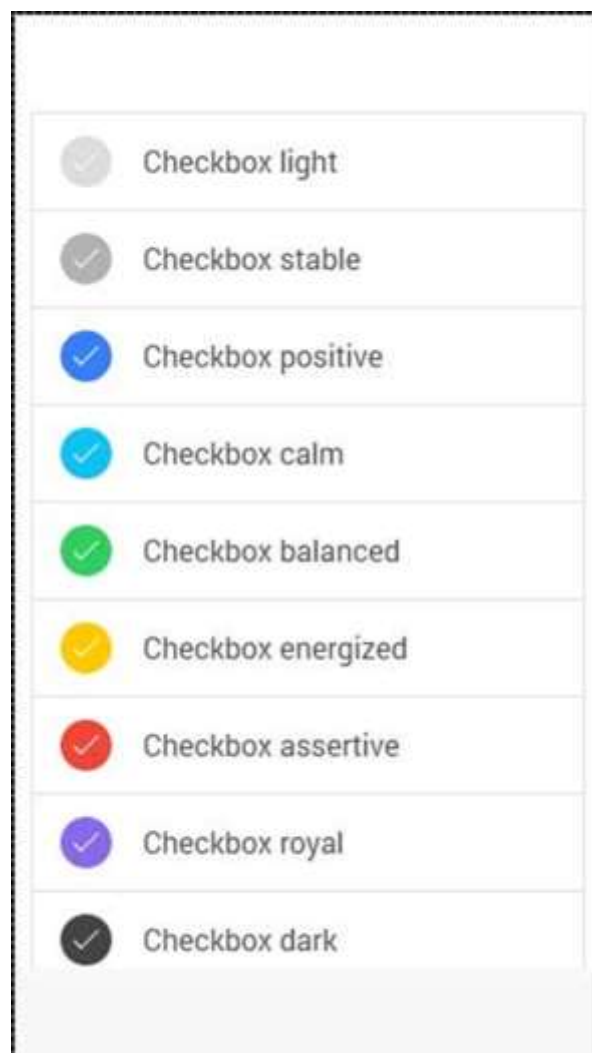 Checkbox light
Checkbox stable
Checkbox positive
Checkbox calm
Checkbox balanced
Checkbox energized
Checkbox assertive
Checkbox royal
Checkbox dark